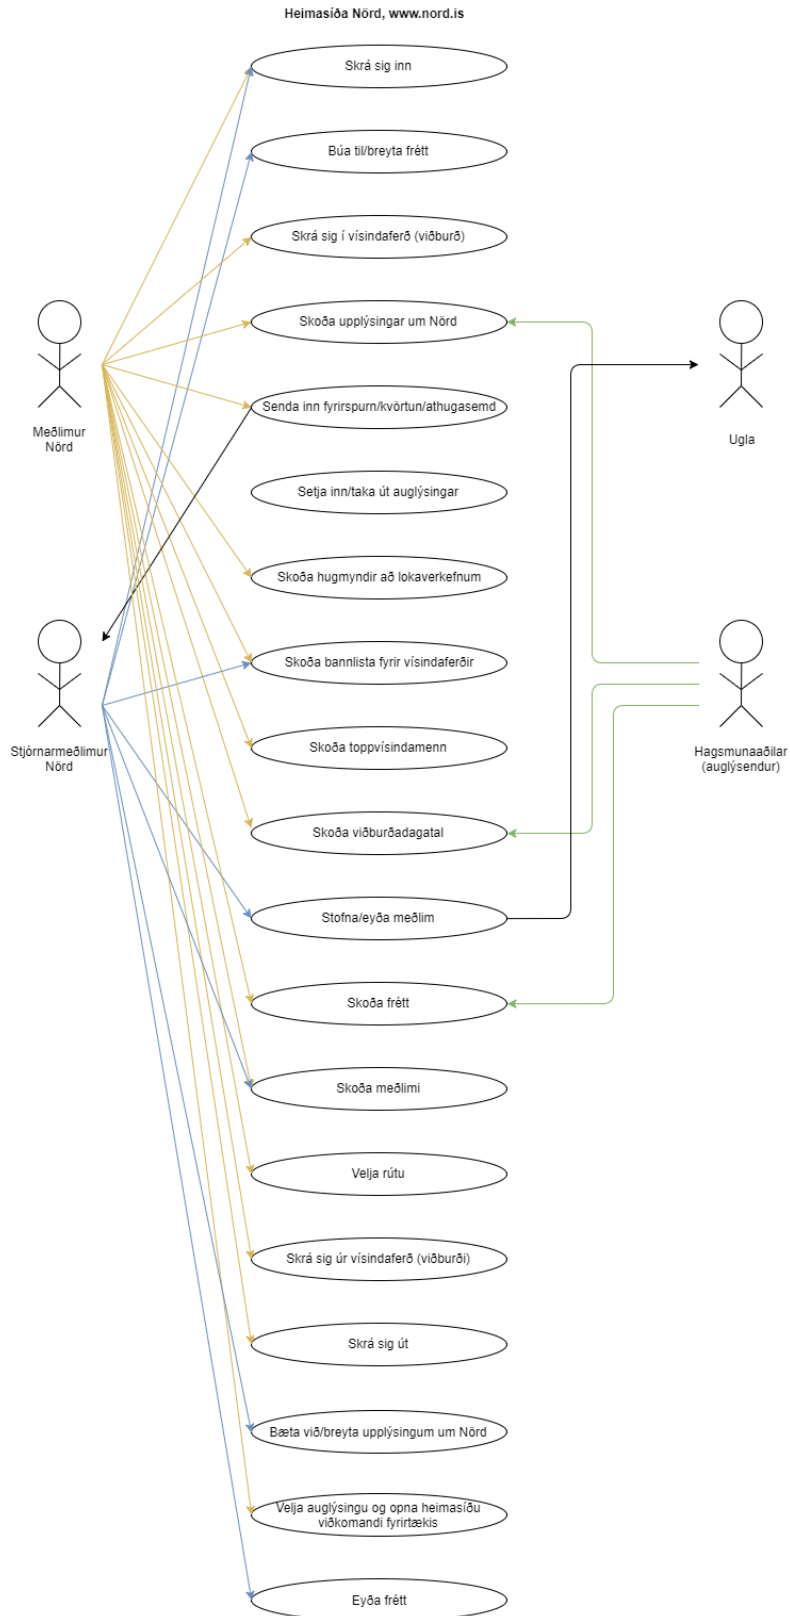 Heimasíða Nörd, www.nord.is
Skrá sig inn
Búa til/breyta frétt
Skrá sig í vísindaferð (viðburð)
Skoða upplýsingar um Nörd
Senda inn fyrirspurn/kvörtun/athugasemd
Meðlimur
Nörd
Ugla
Setja inn/taka út auglýsingar
Skoða hugmyndir að lokaverkefnum
Skoða bannlista fyrir vísindaferðir
Skoða toppvísindamenn
Stjórnarmeðlimur
Nörd
Hagsmunaaðilar
(auglýsendur)
Skoða viðburðadagatal
Stofna/eyða meðlim
Skoða frétt
Skoða meðlimi
Velja rútu
Skrá sig úr vísindaferð (viðburði)
Skrá sig út
Bæta við/breyta upplýsingum um Nörd
Velja auglýsingu og opna heimasíðu
viðkomandi fyrirtækis
Eyða frétt